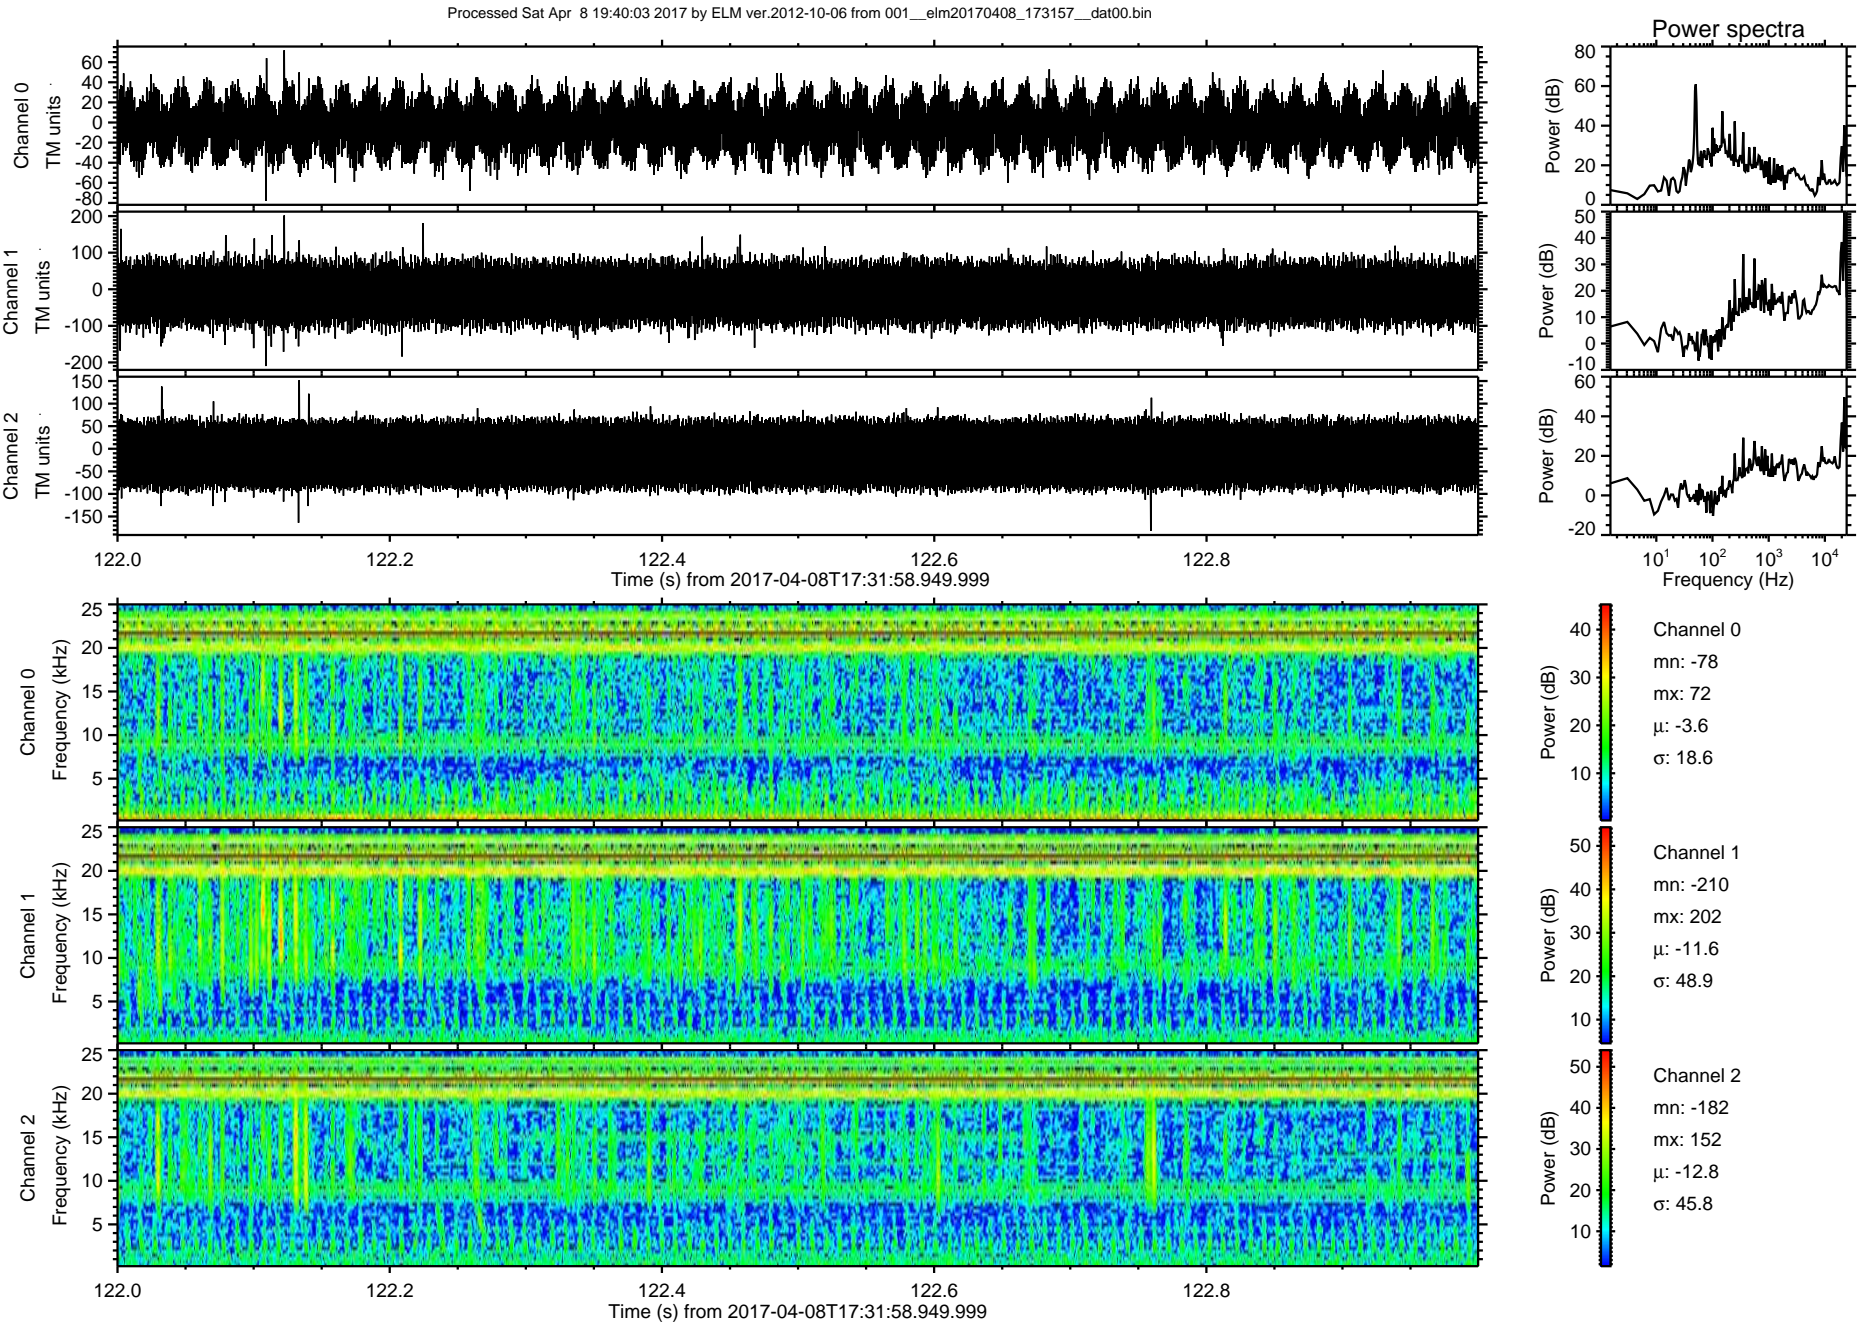 Processed Sat Apr  8 19:40:03 2017 by ELM ver.2012-10-06 from 001__elm20170408_173157__dat00.bin
Power spectra
Channel 0
TM units
60
40
20
0
-20
-40
-60
-80
Power (dB)
80
60
40
20
0
Channel 1
TM units
200
100
0
-100
-200
Power (dB)
50
40
30
20
10
0
-10
Channel 2
TM units
150
100
50
0
-50
-100
-150
Power (dB)
60
40
20
0
-20
122.0 122.2 122.4 122.6 122.8
Time (s) from 2017-04-08T17:31:58.949.999
10^1 10^2 10^3 10^4
Frequency (Hz)
Channel 0
Frequency (kHz)
25
20
15
10
5
Power (dB)
40
30
20
10
Channel 0
mn: -78
mx: 72
µ: -3.6
σ: 18.6
Channel 1
Frequency (kHz)
25
20
15
10
5
Power (dB)
50
40
30
20
10
Channel 1
mn: -210
mx: 202
µ: -11.6
σ: 48.9
Channel 2
Frequency (kHz)
25
20
15
10
5
Power (dB)
50
40
30
20
10
Channel 2
mn: -182
mx: 152
µ: -12.8
σ: 45.8
122.0 122.2 122.4 122.6 122.8
Time (s) from 2017-04-08T17:31:58.949.999